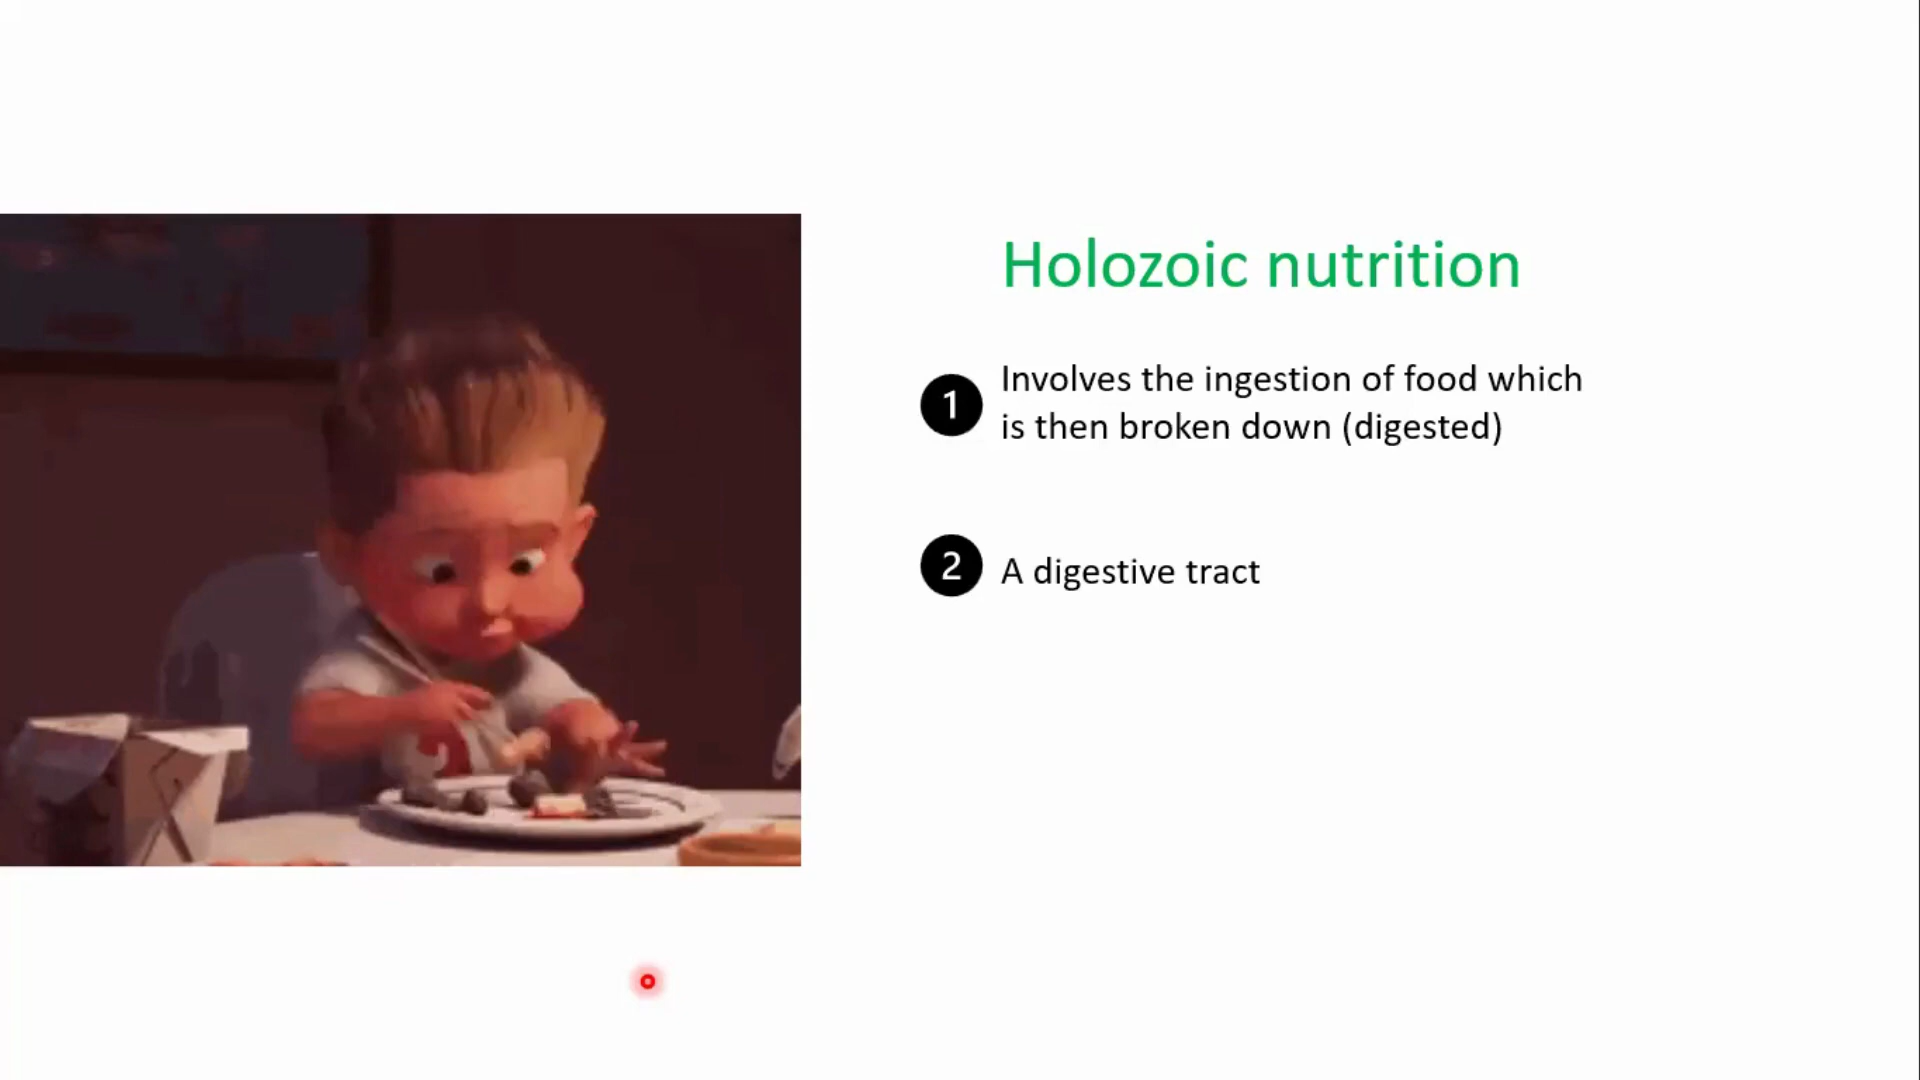 Holozoic nutrition
1 Involves the ingestion of food which
is then broken down (digested)
2 A digestive tract